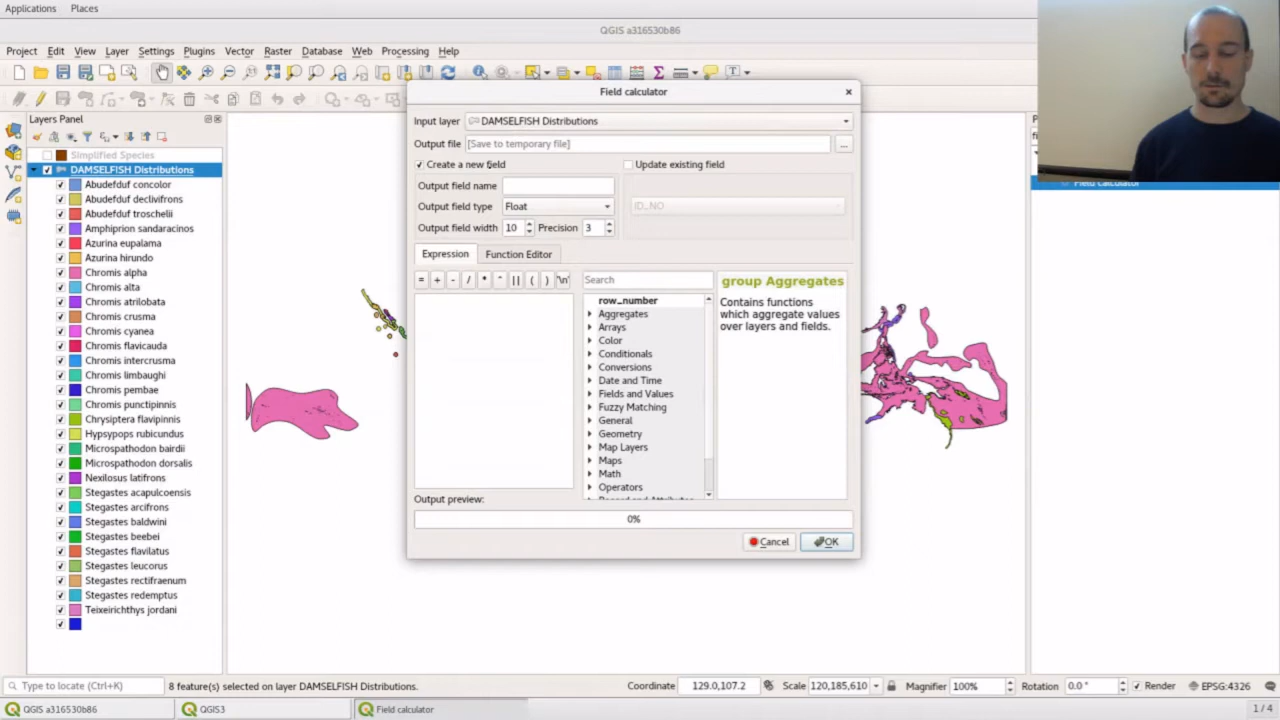 Applications Places
QGIS a316530b86
Project Edit View Layer Settings Plugins Vector Raster Database Web Processing Help
Layers Panel
Simplified Species
DAMSELFISH Distributions
Abudefduf concolor
Abudefduf declivifrons
Abudefduf troschelii
Amphiprion sandaracinos
Azurina eupalama
Azurina hirundo
Chromis alpha
Chromis alta
Chromis atrilobata
Chromis crusma
Chromis cyanea
Chromis flavicauda
Chromis intercrusma
Chromis limbaughi
Chromis pembae
Chromis punctipinnis
Chrysiptera flavipinnis
Hypsypops rubicundus
Microspathodon bairdii
Microspathodon dorsalis
Nexilosus latifrons
Stegastes acapulcoensis
Stegastes arcifrons
Stegastes baldwini
Stegastes beebei
Stegastes flavilatus
Stegastes leucorus
Stegastes rectifraenum
Stegastes redemptus
Teixeirichthys jordani
Field calculator
Input layer DAMSELFISH Distributions
Output file [Save to temporary file] ...
Create a new field Update existing field
Output field name
Output field type Float ID_NO
Output field width 10 Precision 3
Expression Function Editor
= + - / * ^ || ( ) '\n'
Search
row_number
Aggregates
Arrays
Color
Conditionals
Conversions
Date and Time
Fields and Values
Fuzzy Matching
General
Geometry
Map Layers
Maps
Math
Operators
Record and Attributes
group Aggregates
Contains functions
which aggregate values
over layers and fields.
Output preview:
0%
Cancel OK
Field calculator
Type to locate (Ctrl+K) 8 feature(s) selected on layer DAMSELFISH Distributions. Coordinate 129.0,107.2 Scale 120,185,610 Magnifier 100% Rotation 0.0 ° Render EPSG:4326
QGIS a316530b86 QGIS3 Field calculator 1 / 4